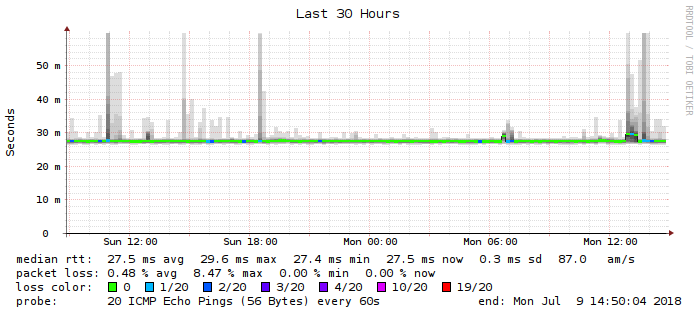 Last 30 Hours
RRDTOOL / TOBI OETIKER
Seconds
50 m
40 m
30 m
20 m
10 m
0
Sun 12:00 Sun 18:00 Mon 00:00 Mon 06:00 Mon 12:00
median rtt: 27.5 ms avg 29.6 ms max 27.4 ms min 27.5 ms now 0.3 ms sd 87.0 am/s
packet loss: 0.48 % avg 8.47 % max 0.00 % min 0.00 % now
loss color: 0 1/20 2/20 3/20 4/20 10/20 19/20
probe: 20 ICMP Echo Pings (56 Bytes) every 60s end: Mon Jul 9 14:50:04 2018